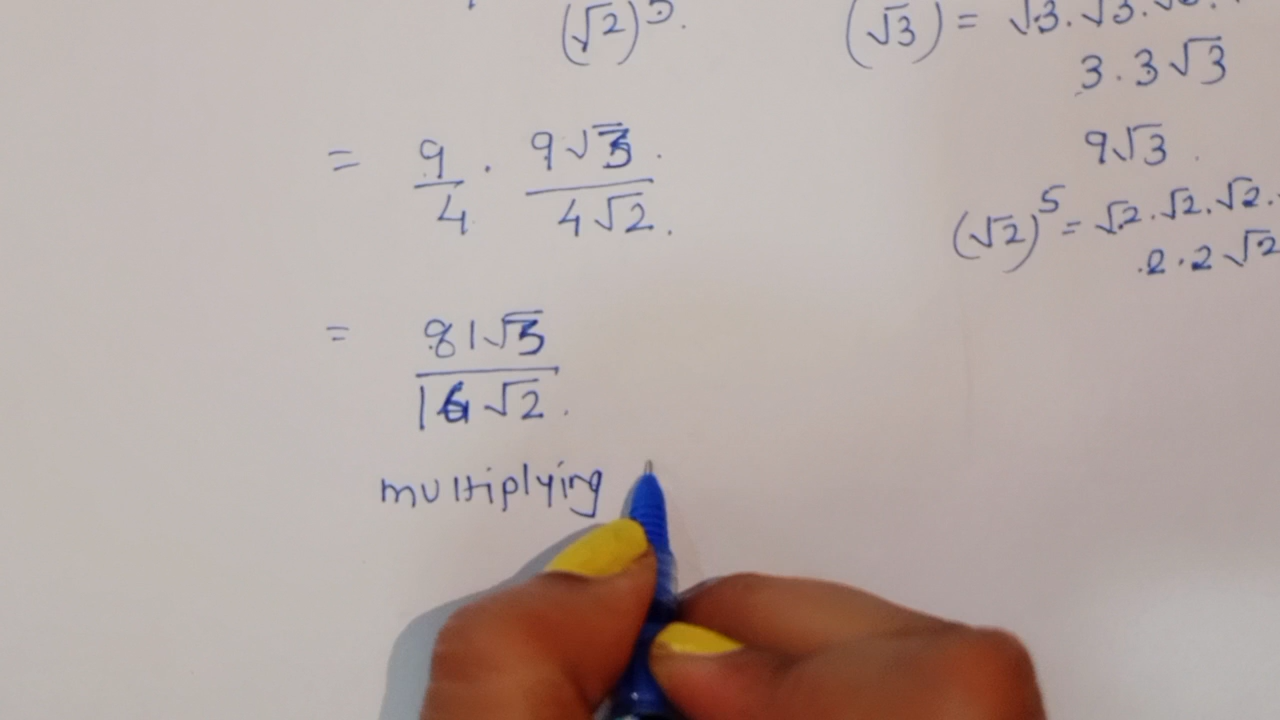 (√2)⁵.
= 9/4 . 9√3/4√2.
= 81√3/16√2.
multiplying
(√3) = √3.√3.
3.3√3
9√3.
(√2)⁵ = √2.√2.√2.
2.2√2